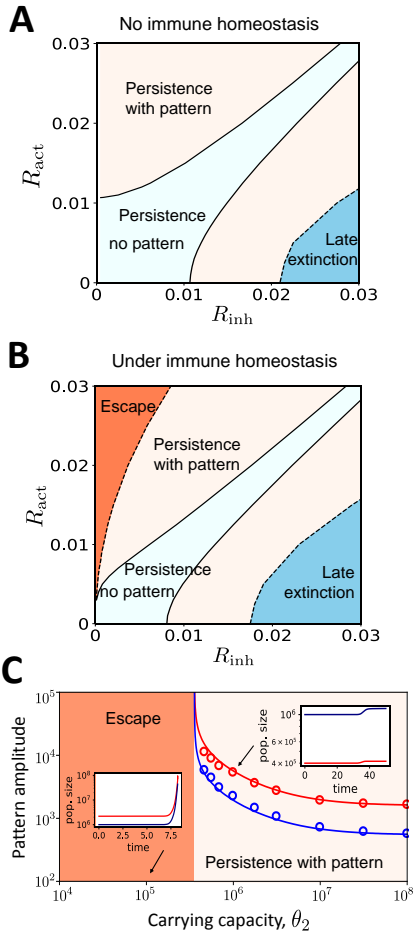 A
No immune homeostasis
0.03
0.02
0.01
0
R_act
Persistence
with pattern
Persistence
no pattern
Late
extinction
0
0.01
0.02
0.03
R_inh
B
Under immune homeostasis
0.03
0.02
0.01
0
R_act
Escape
Persistence
with pattern
Persistence
no pattern
Late
extinction
0
0.01
0.02
0.03
R_inh
C
10^5
10^4
10^3
10^2
Pattern amplitude
Escape
pop. size
10^8
10^7
10^6
0.0
2.5
5.0
7.5
time
pop. size
10^6
6 × 10^5
4 × 10^5
0
20
40
time
Persistence with pattern
10^4
10^5
10^6
10^7
10^8
Carrying capacity, θ_2